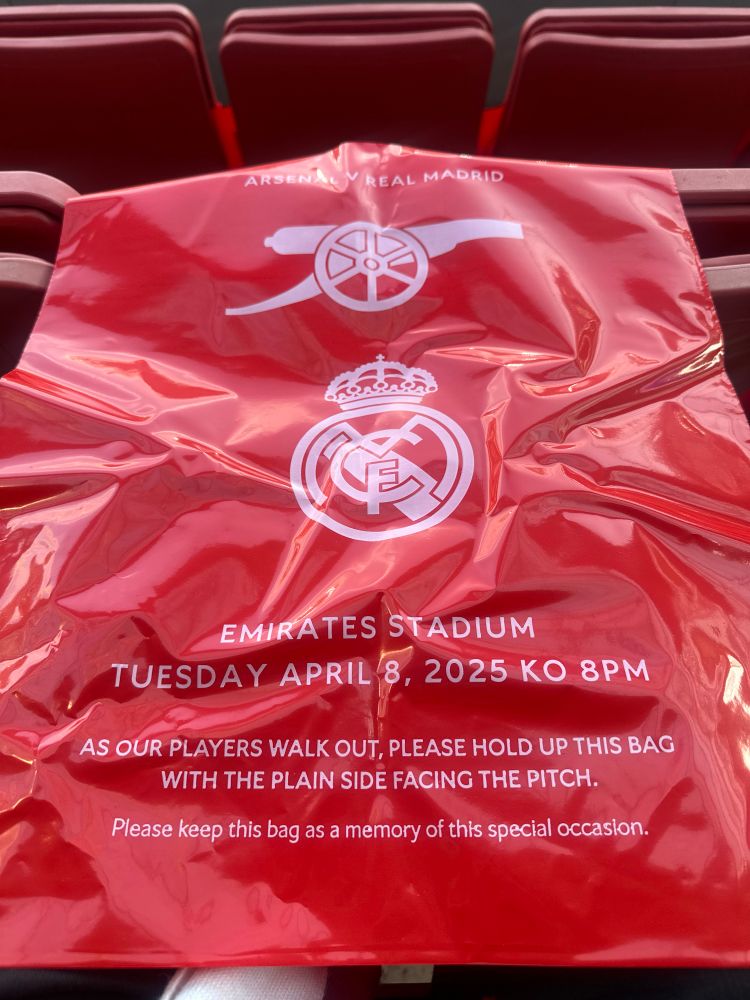 ARSENAL V REAL MADRID
EMIRATES STADIUM
TUESDAY APRIL 8, 2025 KO 8PM
AS OUR PLAYERS WALK OUT, PLEASE HOLD UP THIS BAG
WITH THE PLAIN SIDE FACING THE PITCH.
Please keep this bag as a memory of this special occasion.